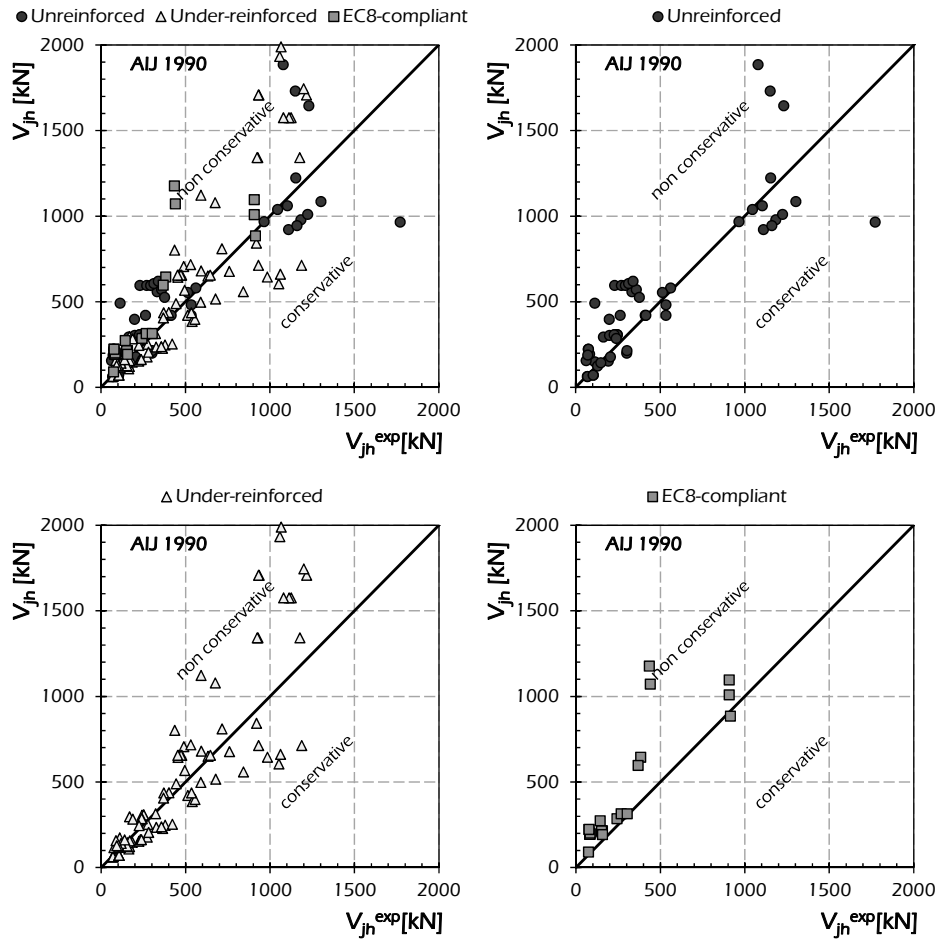 Unreinforced Under-reinforced EC8-compliant
2000
1500
1000
500
0
V_jh [kN]
AIJ 1990
non conservative
conservative
0 500 1000 1500 2000
V_jh^exp[kN]
Unreinforced
2000
1500
1000
500
0
V_jh [kN]
AIJ 1990
non conservative
conservative
0 500 1000 1500 2000
V_jh^exp[kN]
Under-reinforced
2000
1500
1000
500
0
V_jh [kN]
AIJ 1990
non conservative
conservative
0 500 1000 1500 2000
V_jh^exp[kN]
EC8-compliant
2000
1500
1000
500
0
V_jh [kN]
AIJ 1990
non conservative
conservative
0 500 1000 1500 2000
V_jh^exp[kN]